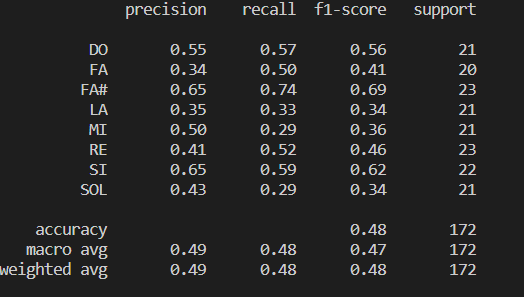 precision recall f1-score support
DO 0.55 0.57 0.56 21
FA 0.34 0.50 0.41 20
FA# 0.65 0.74 0.69 23
LA 0.35 0.33 0.34 21
MI 0.50 0.29 0.36 21
RE 0.41 0.52 0.46 23
SI 0.65 0.59 0.62 22
SOL 0.43 0.29 0.34 21
accuracy 0.48 172
macro avg 0.49 0.48 0.47 172
weighted avg 0.49 0.48 0.48 172